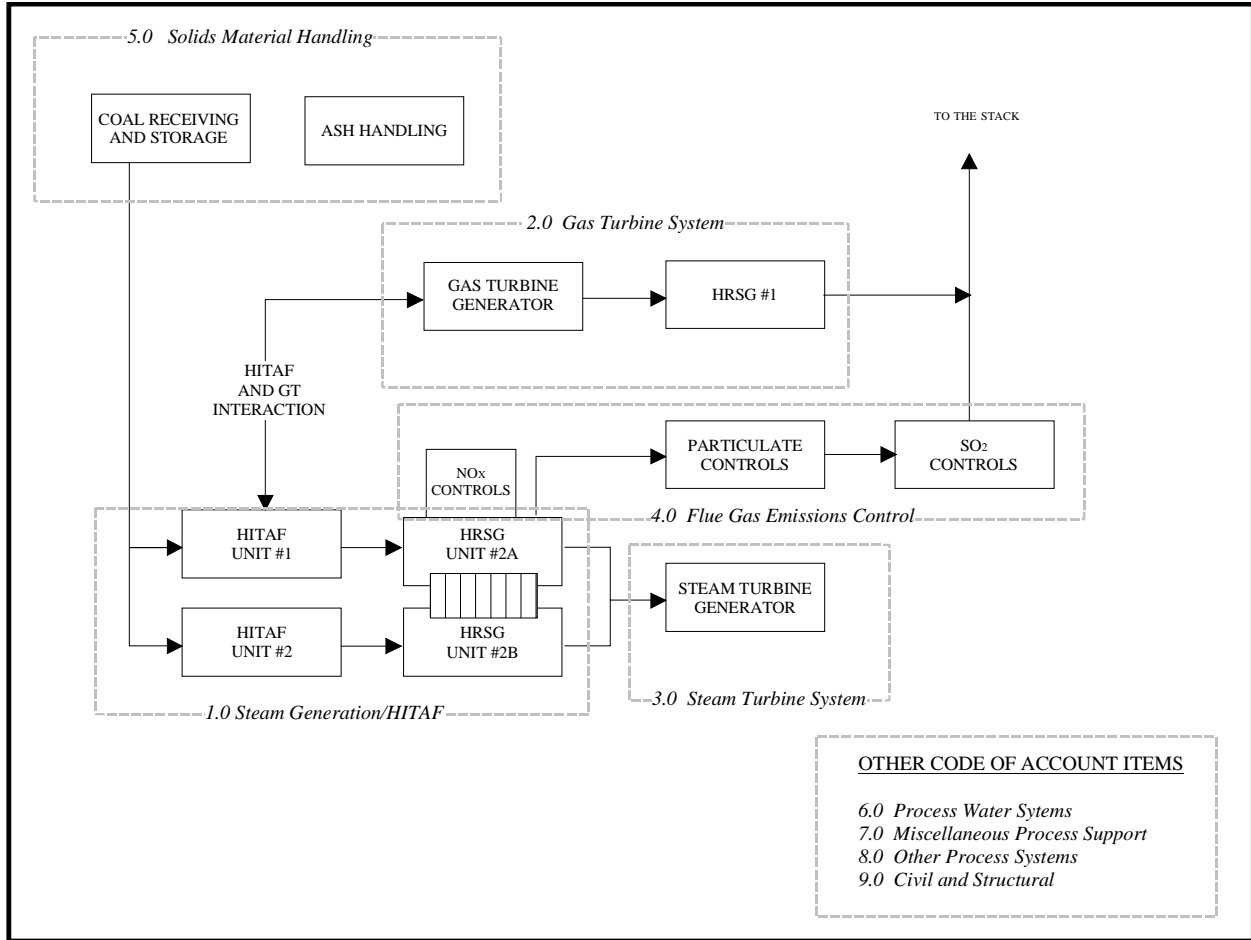 5.0 Solids Material Handling
COAL RECEIVING
AND STORAGE
ASH HANDLING
TO THE STACK
2.0 Gas Turbine System
GAS TURBINE
GENERATOR
HRSG #1
HITAF
AND GT
INTERACTION
PARTICULATE
CONTROLS
SO2
CONTROLS
NOX
CONTROLS
4.0 Flue Gas Emissions Control
HITAF
UNIT #1
HRSG
UNIT #2A
STEAM TURBINE
GENERATOR
HITAF
UNIT #2
HRSG
UNIT #2B
3.0 Steam Turbine System
1.0 Steam Generation/HITAF
OTHER CODE OF ACCOUNT ITEMS
6.0 Process Water Sytems
7.0 Miscellaneous Process Support
8.0 Other Process Systems
9.0 Civil and Structural